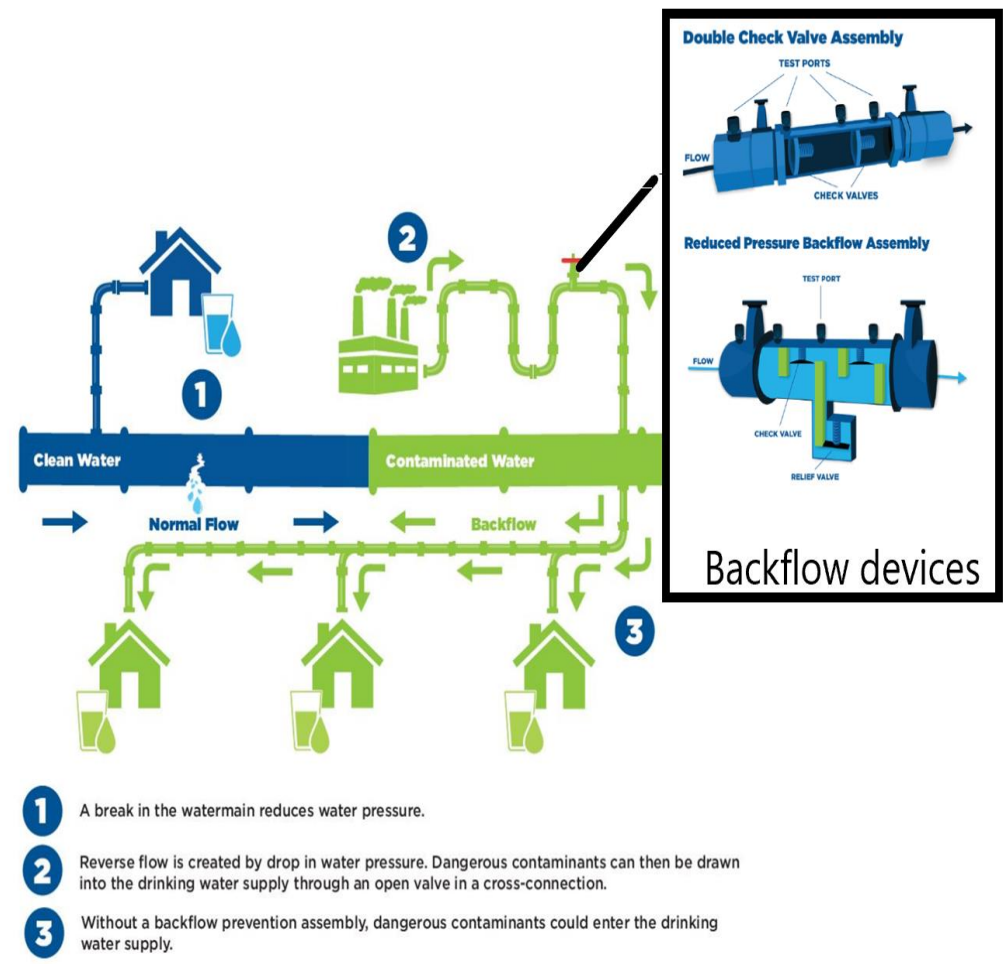 Double Check Valve Assembly
TEST PORTS
FLOW
CHECK VALVES
Reduced Pressure Backflow Assembly
TEST PORT
FLOW
CHECK VALVE
RELIEF VALVE
Backflow devices
2
1
Clean Water
Contaminated Water
Normal Flow
Backflow
3
1 A break in the watermain reduces water pressure.
2 Reverse flow is created by drop in water pressure. Dangerous contaminants can then be drawn
into the drinking water supply through an open valve in a cross-connection.
3 Without a backflow prevention assembly, dangerous contaminants could enter the drinking
water supply.